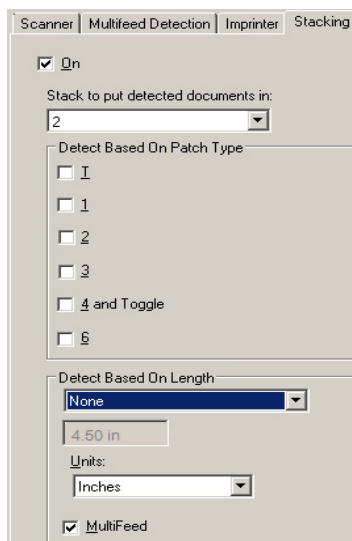 Scanner Multifeed Detection Imprinter Stacking
On
Stack to put detected documents in:
2
Detect Based On Patch Type
T
1
2
3
4 and Toggle
6
Detect Based On Length
None
4.50 in
Units:
Inches
MultiFeed